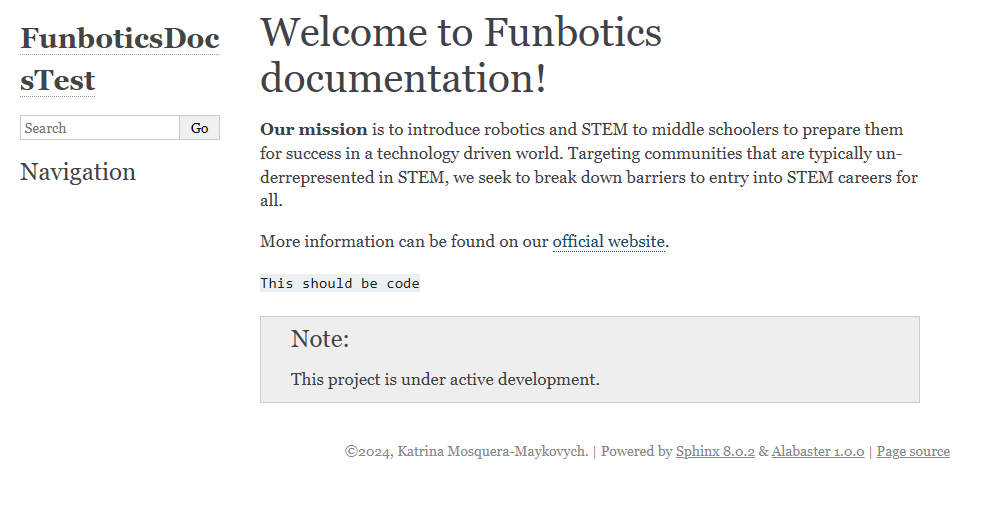 FunboticsDoc
sTest
Search
Go
Navigation
Welcome to Funbotics
documentation!
Our mission is to introduce robotics and STEM to middle schoolers to prepare them
for success in a technology driven world. Targeting communities that are typically un-
derrepresented in STEM, we seek to break down barriers to entry into STEM careers for
all.
More information can be found on our official website.
This should be code
Note:
This project is under active development.
©2024, Katrina Mosquera-Maykovych. | Powered by Sphinx 8.0.2 & Alabaster 1.0.0 | Page source